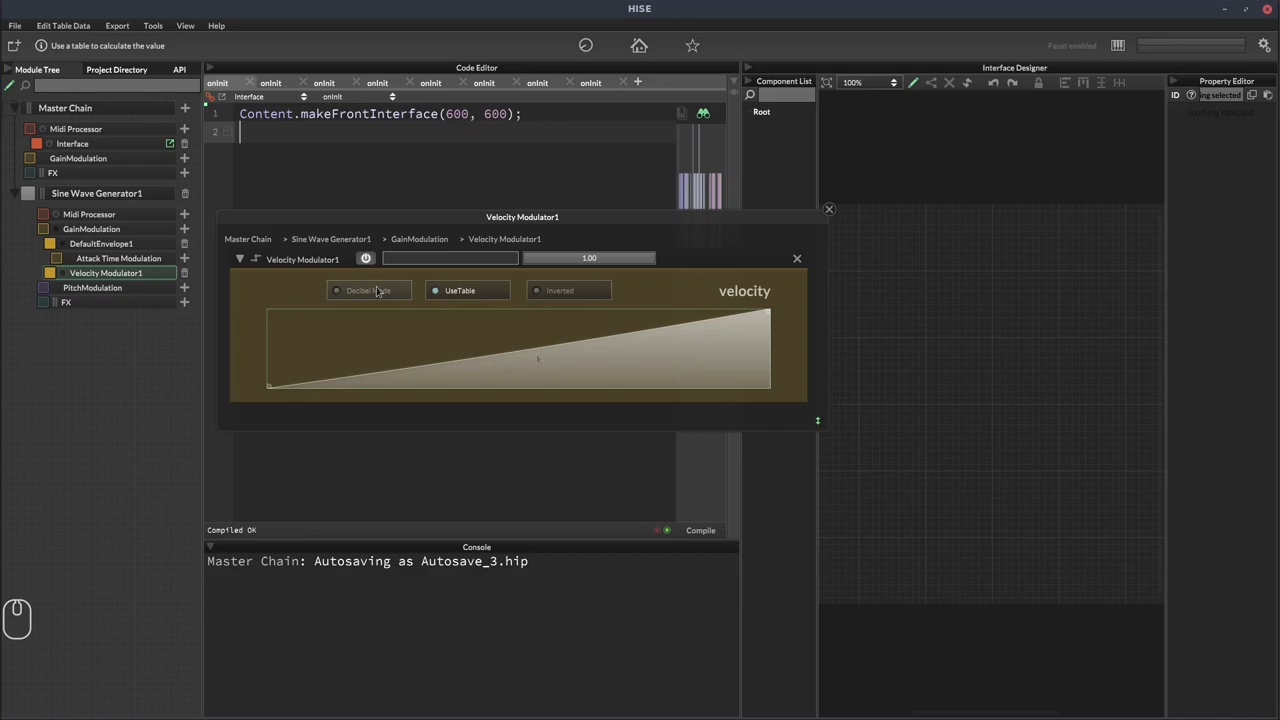 HISE
File Edit Table Data Export Tools View Help
Use a table to calculate the value
Faust enabled
Module Tree Project Directory API
Code Editor
Interface Designer
onInit onInit onInit onInit onInit onInit onInit onInit
Component List
100%
Property Editor
Interface onInit
ID
Master Chain
1 Content.makeFrontInterface(600, 600);
Root
Midi Processor
2
Interface
GainModulation
FX
Sine Wave Generator1
Midi Processor
GainModulation
DefaultEnvelope1
Attack Time Modulation
Velocity Modulator1
PitchModulation
FX
Velocity Modulator1
Master Chain > Sine Wave Generator1 > GainModulation > Velocity Modulator1
Velocity Modulator1 1.00
UseTable Inverted velocity
Compiled OK Compile
Console
Master Chain: Autosaving as Autosave_3.hip